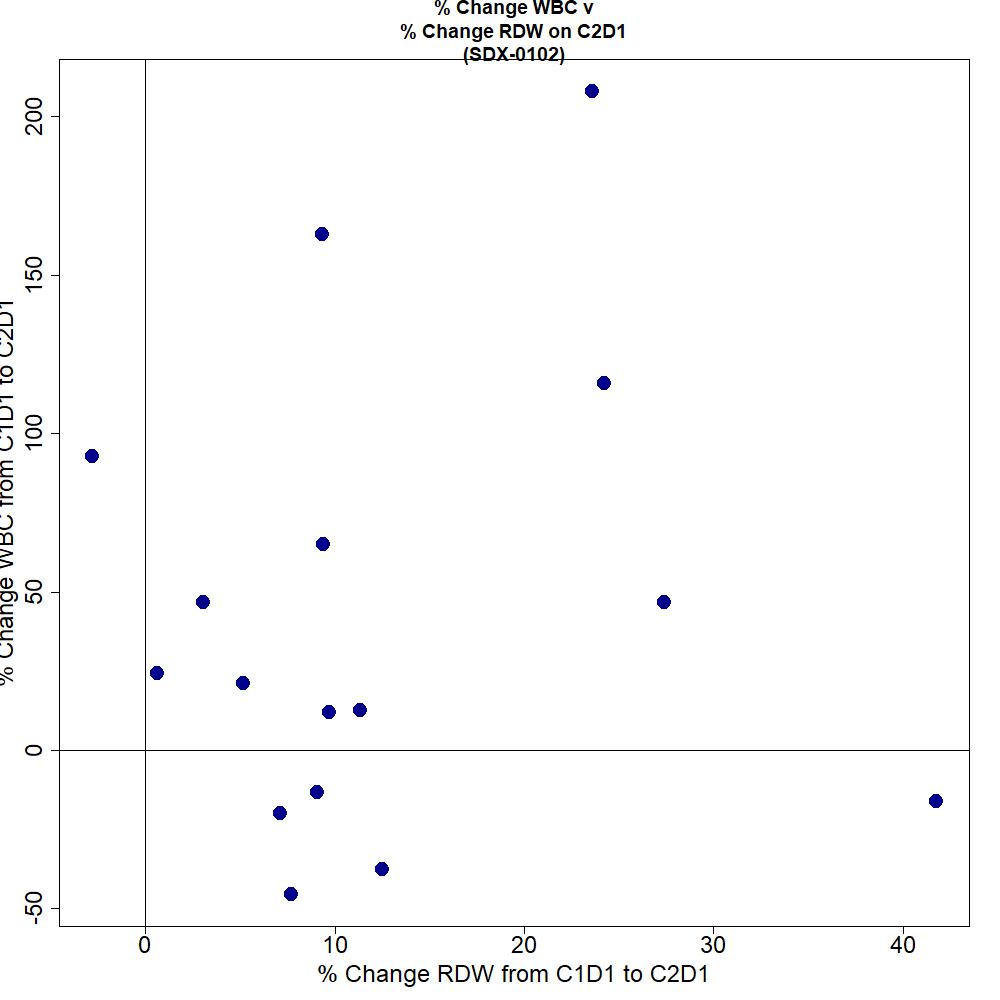 % Change WBC v
% Change RDW on C2D1
(SDX-0102)
% Change WBC from C1D1 to C2D1
200
150
100
50
0
-50
0 10 20 30 40
% Change RDW from C1D1 to C2D1